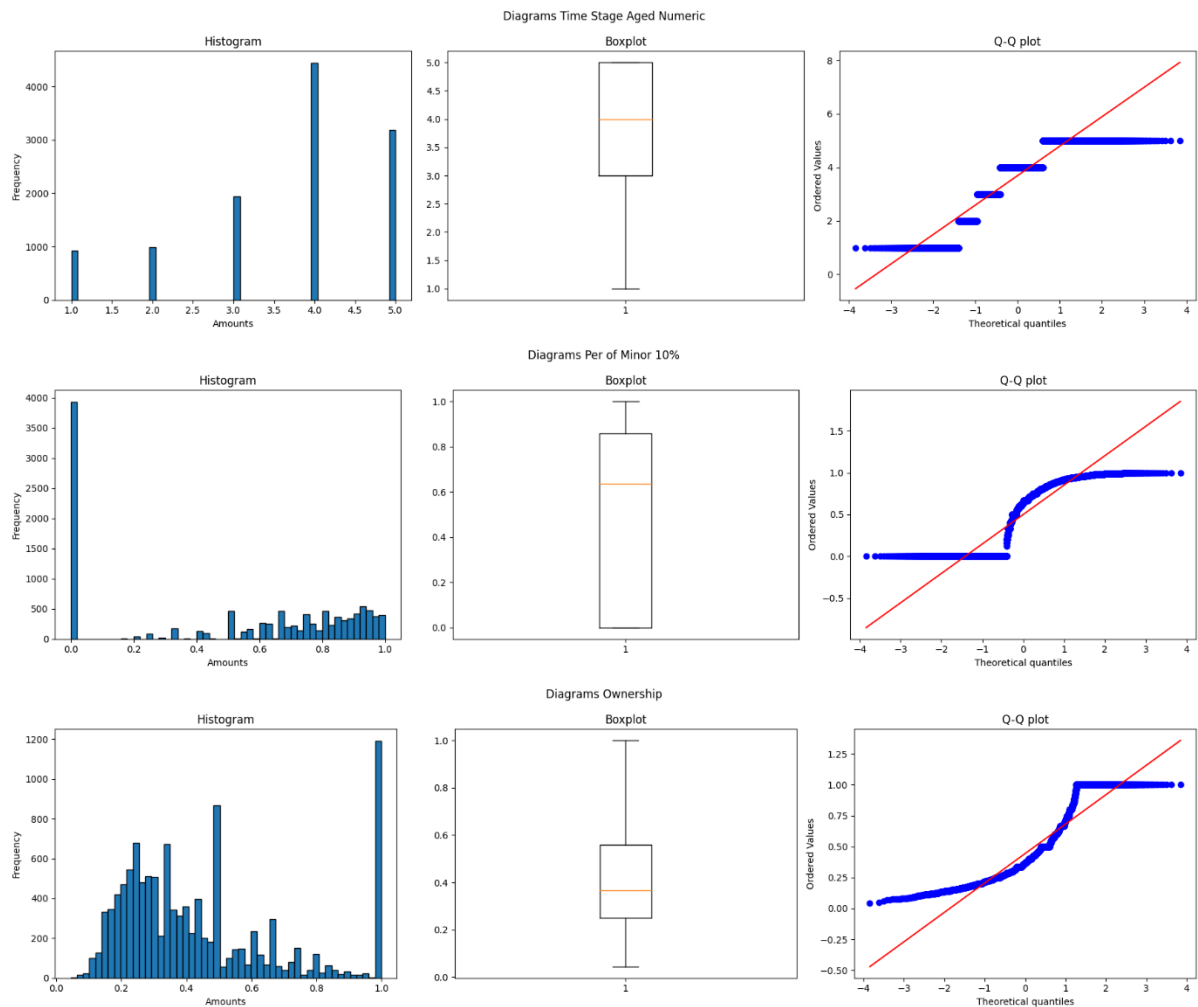 Diagrams Time Stage Aged Numeric
Histogram
Frequency
4000
3000
2000
1000
0
1.0 1.5 2.0 2.5 3.0 3.5 4.0 4.5 5.0
Amounts
Boxplot
5.0
4.5
4.0
3.5
3.0
2.5
2.0
1.5
1.0
1
Q-Q plot
Ordered Values
8
6
4
2
0
−4 −3 −2 −1 0 1 2 3 4
Theoretical quantiles
Diagrams Per of Minor 10%
Histogram
Frequency
4000
3500
3000
2500
2000
1500
1000
500
0
0.0 0.2 0.4 0.6 0.8 1.0
Amounts
Boxplot
1.0
0.8
0.6
0.4
0.2
0.0
1
Q-Q plot
Ordered Values
1.5
1.0
0.5
0.0
−0.5
−4 −3 −2 −1 0 1 2 3 4
Theoretical quantiles
Diagrams Ownership
Histogram
Frequency
1200
1000
800
600
400
200
0
0.0 0.2 0.4 0.6 0.8 1.0
Amounts
Boxplot
1.0
0.8
0.6
0.4
0.2
0.0
1
Q-Q plot
Ordered Values
1.25
1.00
0.75
0.50
0.25
0.00
−0.25
−0.50
−4 −3 −2 −1 0 1 2 3 4
Theoretical quantiles